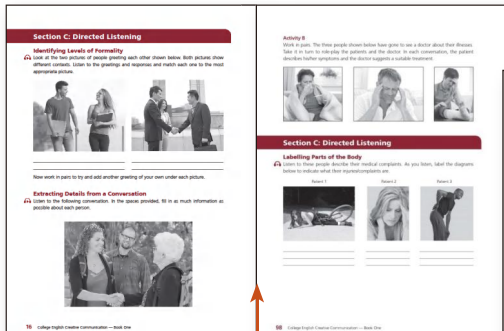 Section C: Directed Listening
Identifying Levels of Formality
Look at the two pictures of people greeting each other shown below. Both pictures show
different contexts. Listen to the greetings and responses and match each one to the most
appropriate picture.
Now work in pairs to try and add another greeting of your own under each picture.
Extracting Details from a Conversation
Listen to the following conversation. In the spaces provided, fill in as much information as
possible about each person.
16 College English Creative Communication — Book One
Activity B
Work in pairs. The three people shown below have gone to see a doctor about their illnesses.
Take it in turn to role-play the patients and the doctor. In each conversation, the patient
describes his/her symptoms and the doctor suggests a suitable treatment.
Section C: Directed Listening
Labelling Parts of the Body
Listen to these people describe their medical complaints. As you listen, label the diagrams
below to indicate what their injuries/complaints are.
Patient 1 Patient 2 Patient 3
98 College English Creative Communication — Book One